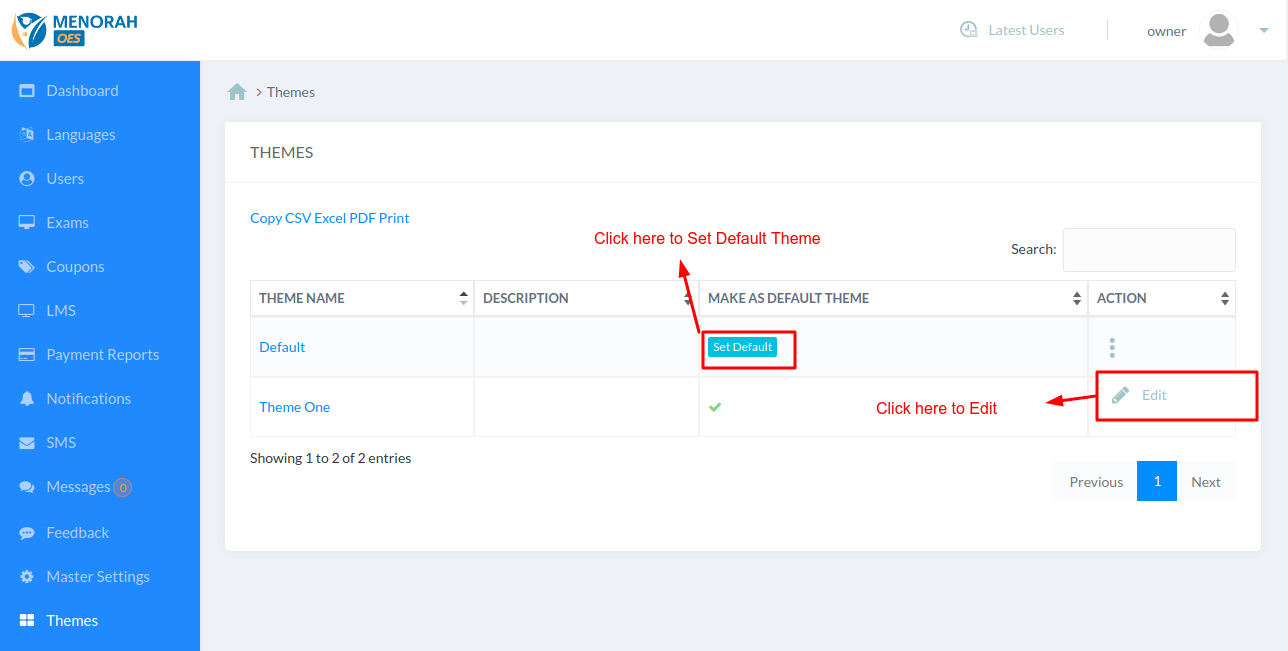 MENORAH
OES
Latest Users
owner
Dashboard
Languages
Users
Exams
Coupons
LMS
Payment Reports
Notifications
SMS
Messages 0
Feedback
Master Settings
Themes
> Themes
THEMES
Copy CSV Excel PDF Print
Click here to Set Default Theme
Search:
THEME NAME DESCRIPTION MAKE AS DEFAULT THEME ACTION
Default Set Default
Theme One Click here to Edit Edit
Showing 1 to 2 of 2 entries
Previous 1 Next